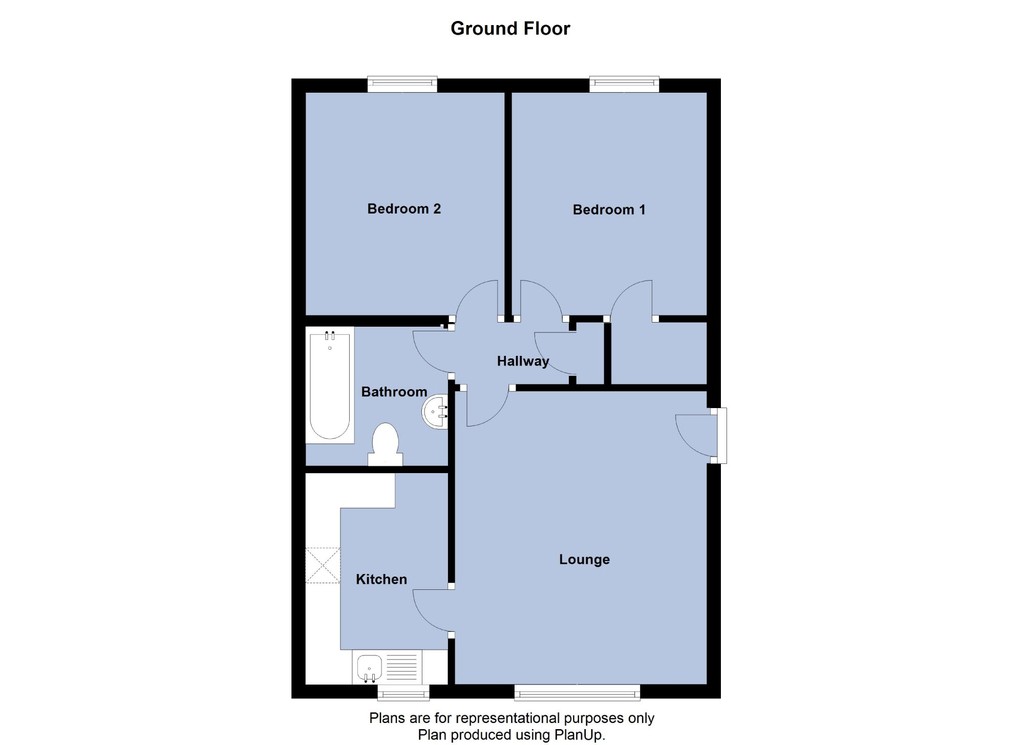 Ground Floor
Bedroom 2
Bedroom 1
Hallway
Bathroom
Lounge
Kitchen
Plans are for representational purposes only
Plan produced using PlanUp.